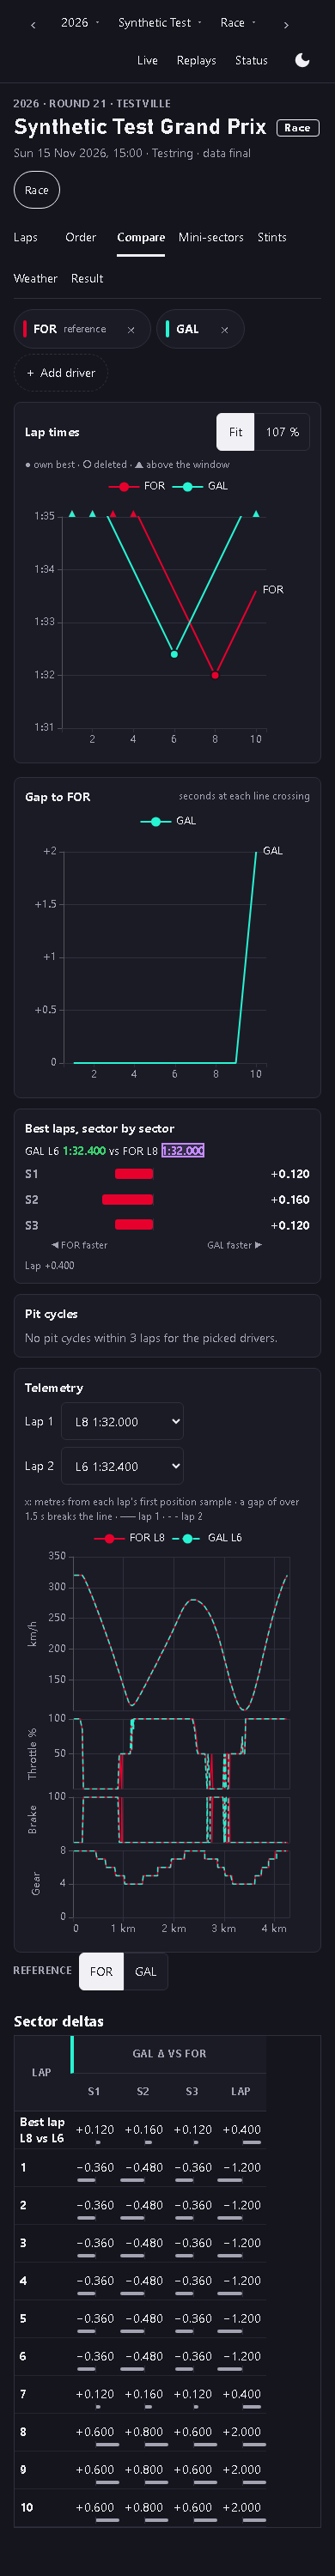 2026 Synthetic Test Race
Live Replays Status
2026 · ROUND 21 · TESTVILLE
Synthetic Test Grand Prix Race
Sun 15 Nov 2026, 15:00 · Testring · data final
Race
Laps Order Compare Mini-sectors Stints
Weather Result
FOR reference × GAL ×
+ Add driver
Lap times Fit 107 %
● own best · ○ deleted · ▲ above the window
FOR GAL
1:35
1:34
FOR
1:33
1:32
1:31
2 4 6 8 10
Gap to FOR seconds at each line crossing
GAL
+2 GAL
+1.5
+1
+0.5
0
2 4 6 8 10
Best laps, sector by sector
GAL L6 1:32.400 vs FOR L8 1:32.000
S1 +0.120
S2 +0.160
S3 +0.120
◀ FOR faster GAL faster ▶
Lap +0.400
Pit cycles
No pit cycles within 3 laps for the picked drivers.
Telemetry
Lap 1 L8 1:32.000
Lap 2 L6 1:32.400
x: metres from each lap's first position sample · a gap of over
1.5 s breaks the line · — lap 1 · - - lap 2
FOR L8 GAL L6
350
300
250
200
150
km/h
100
50
Throttle %
100
Brake
8
4
0
Gear
0 1 km 2 km 3 km 4 km
REFERENCE FOR GAL
Sector deltas
LAP GAL Δ VS FOR
S1 S2 S3 LAP
Best lap
L8 vs L6 +0.120 +0.160 +0.120 +0.400
1 −0.360 −0.480 −0.360 −1.200
2 −0.360 −0.480 −0.360 −1.200
3 −0.360 −0.480 −0.360 −1.200
4 −0.360 −0.480 −0.360 −1.200
5 −0.360 −0.480 −0.360 −1.200
6 −0.360 −0.480 −0.360 −1.200
7 +0.120 +0.160 +0.120 +0.400
8 +0.600 +0.800 +0.600 +2.000
9 +0.600 +0.800 +0.600 +2.000
10 +0.600 +0.800 +0.600 +2.000